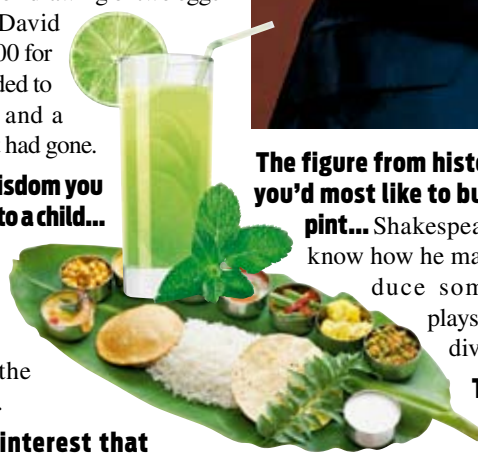 David
00 for
ded to
and a
had gone.
isdom you
to a child...
the
interest that
The figure from histo
you'd most like to bu
pint... Shakespea
know how he ma
duce som
plays
div
T